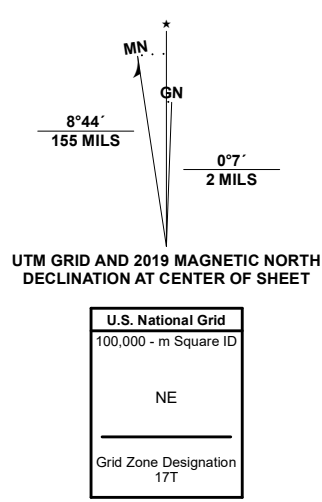 MN
GN
8°44´
155 MILS
0°7´
2 MILS
UTM GRID AND 2019 MAGNETIC NORTH
DECLINATION AT CENTER OF SHEET
U.S. National Grid
100,000 - m Square ID
NE
Grid Zone Designation
17T